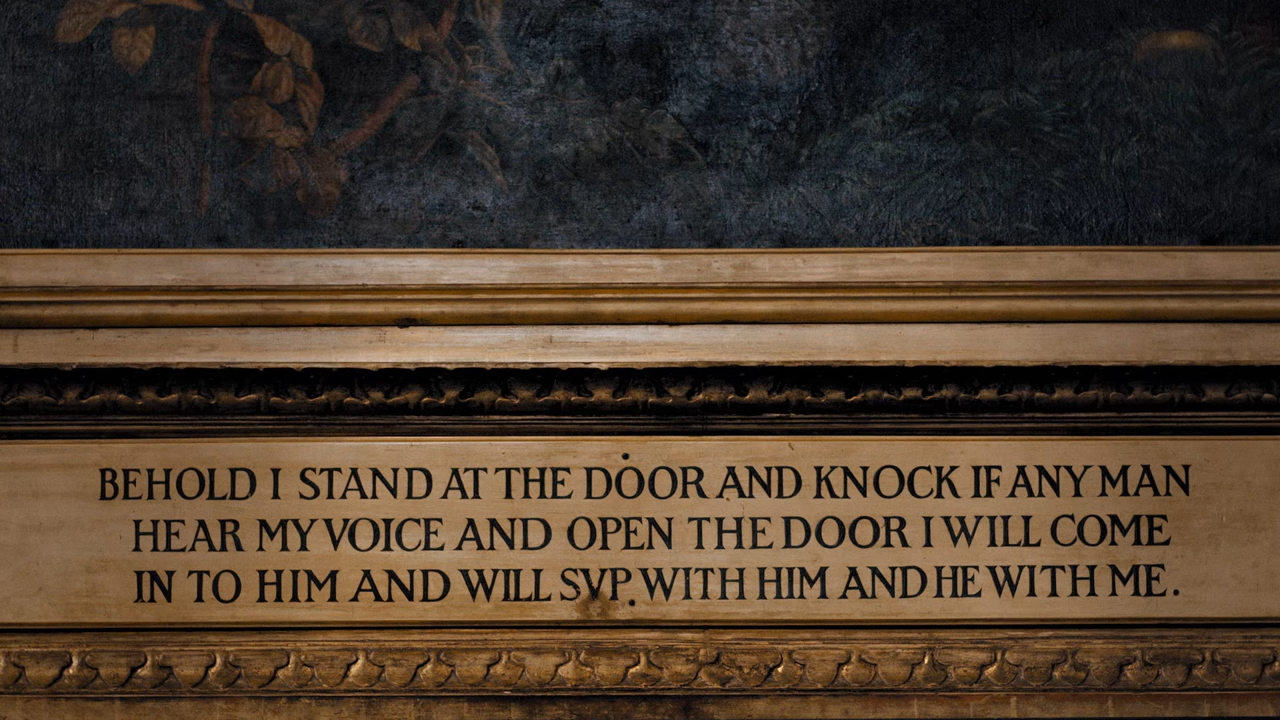 BEHOLD I STAND AT THE DOOR AND KNOCK IF ANY MAN
HEAR MY VOICE AND OPEN THE DOOR I WILL COME
IN TO HIM AND WILL SVP WITH HIM AND HE WITH ME.